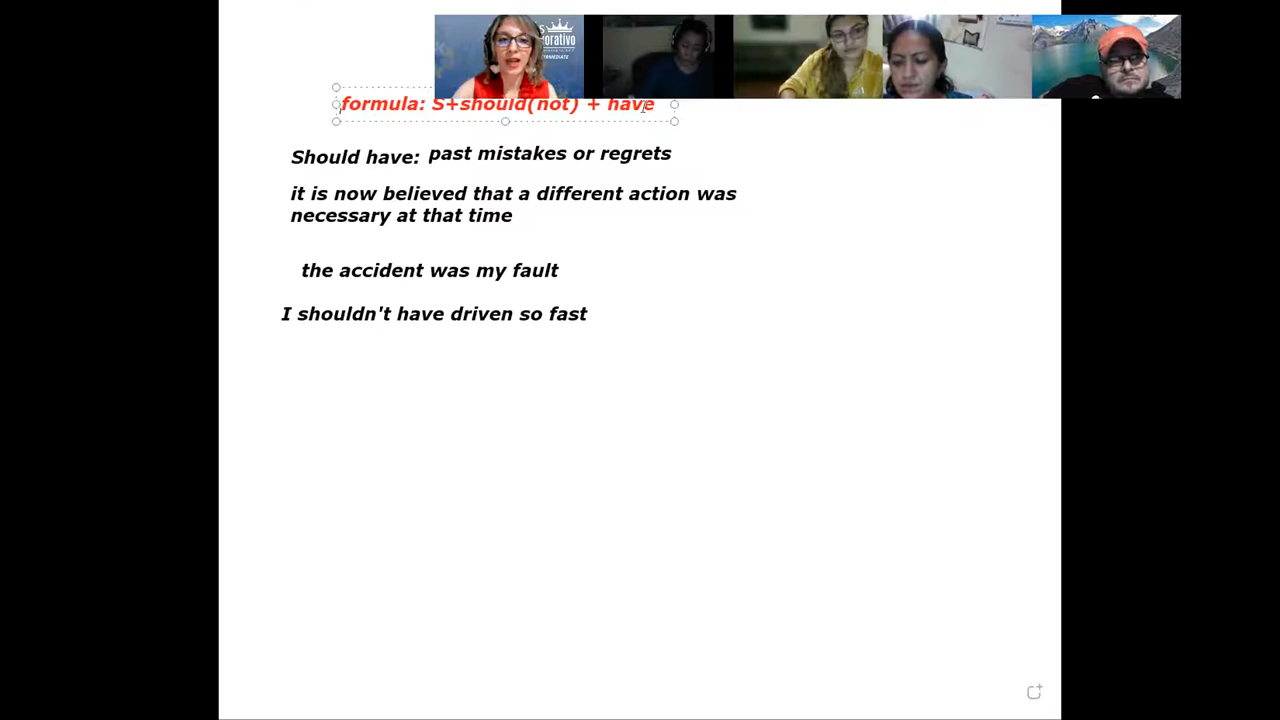 orativo
formula: S+should(not) + have
Should have: past mistakes or regrets
it is now believed that a different action was
necessary at that time
the accident was my fault
I shouldn't have driven so fast